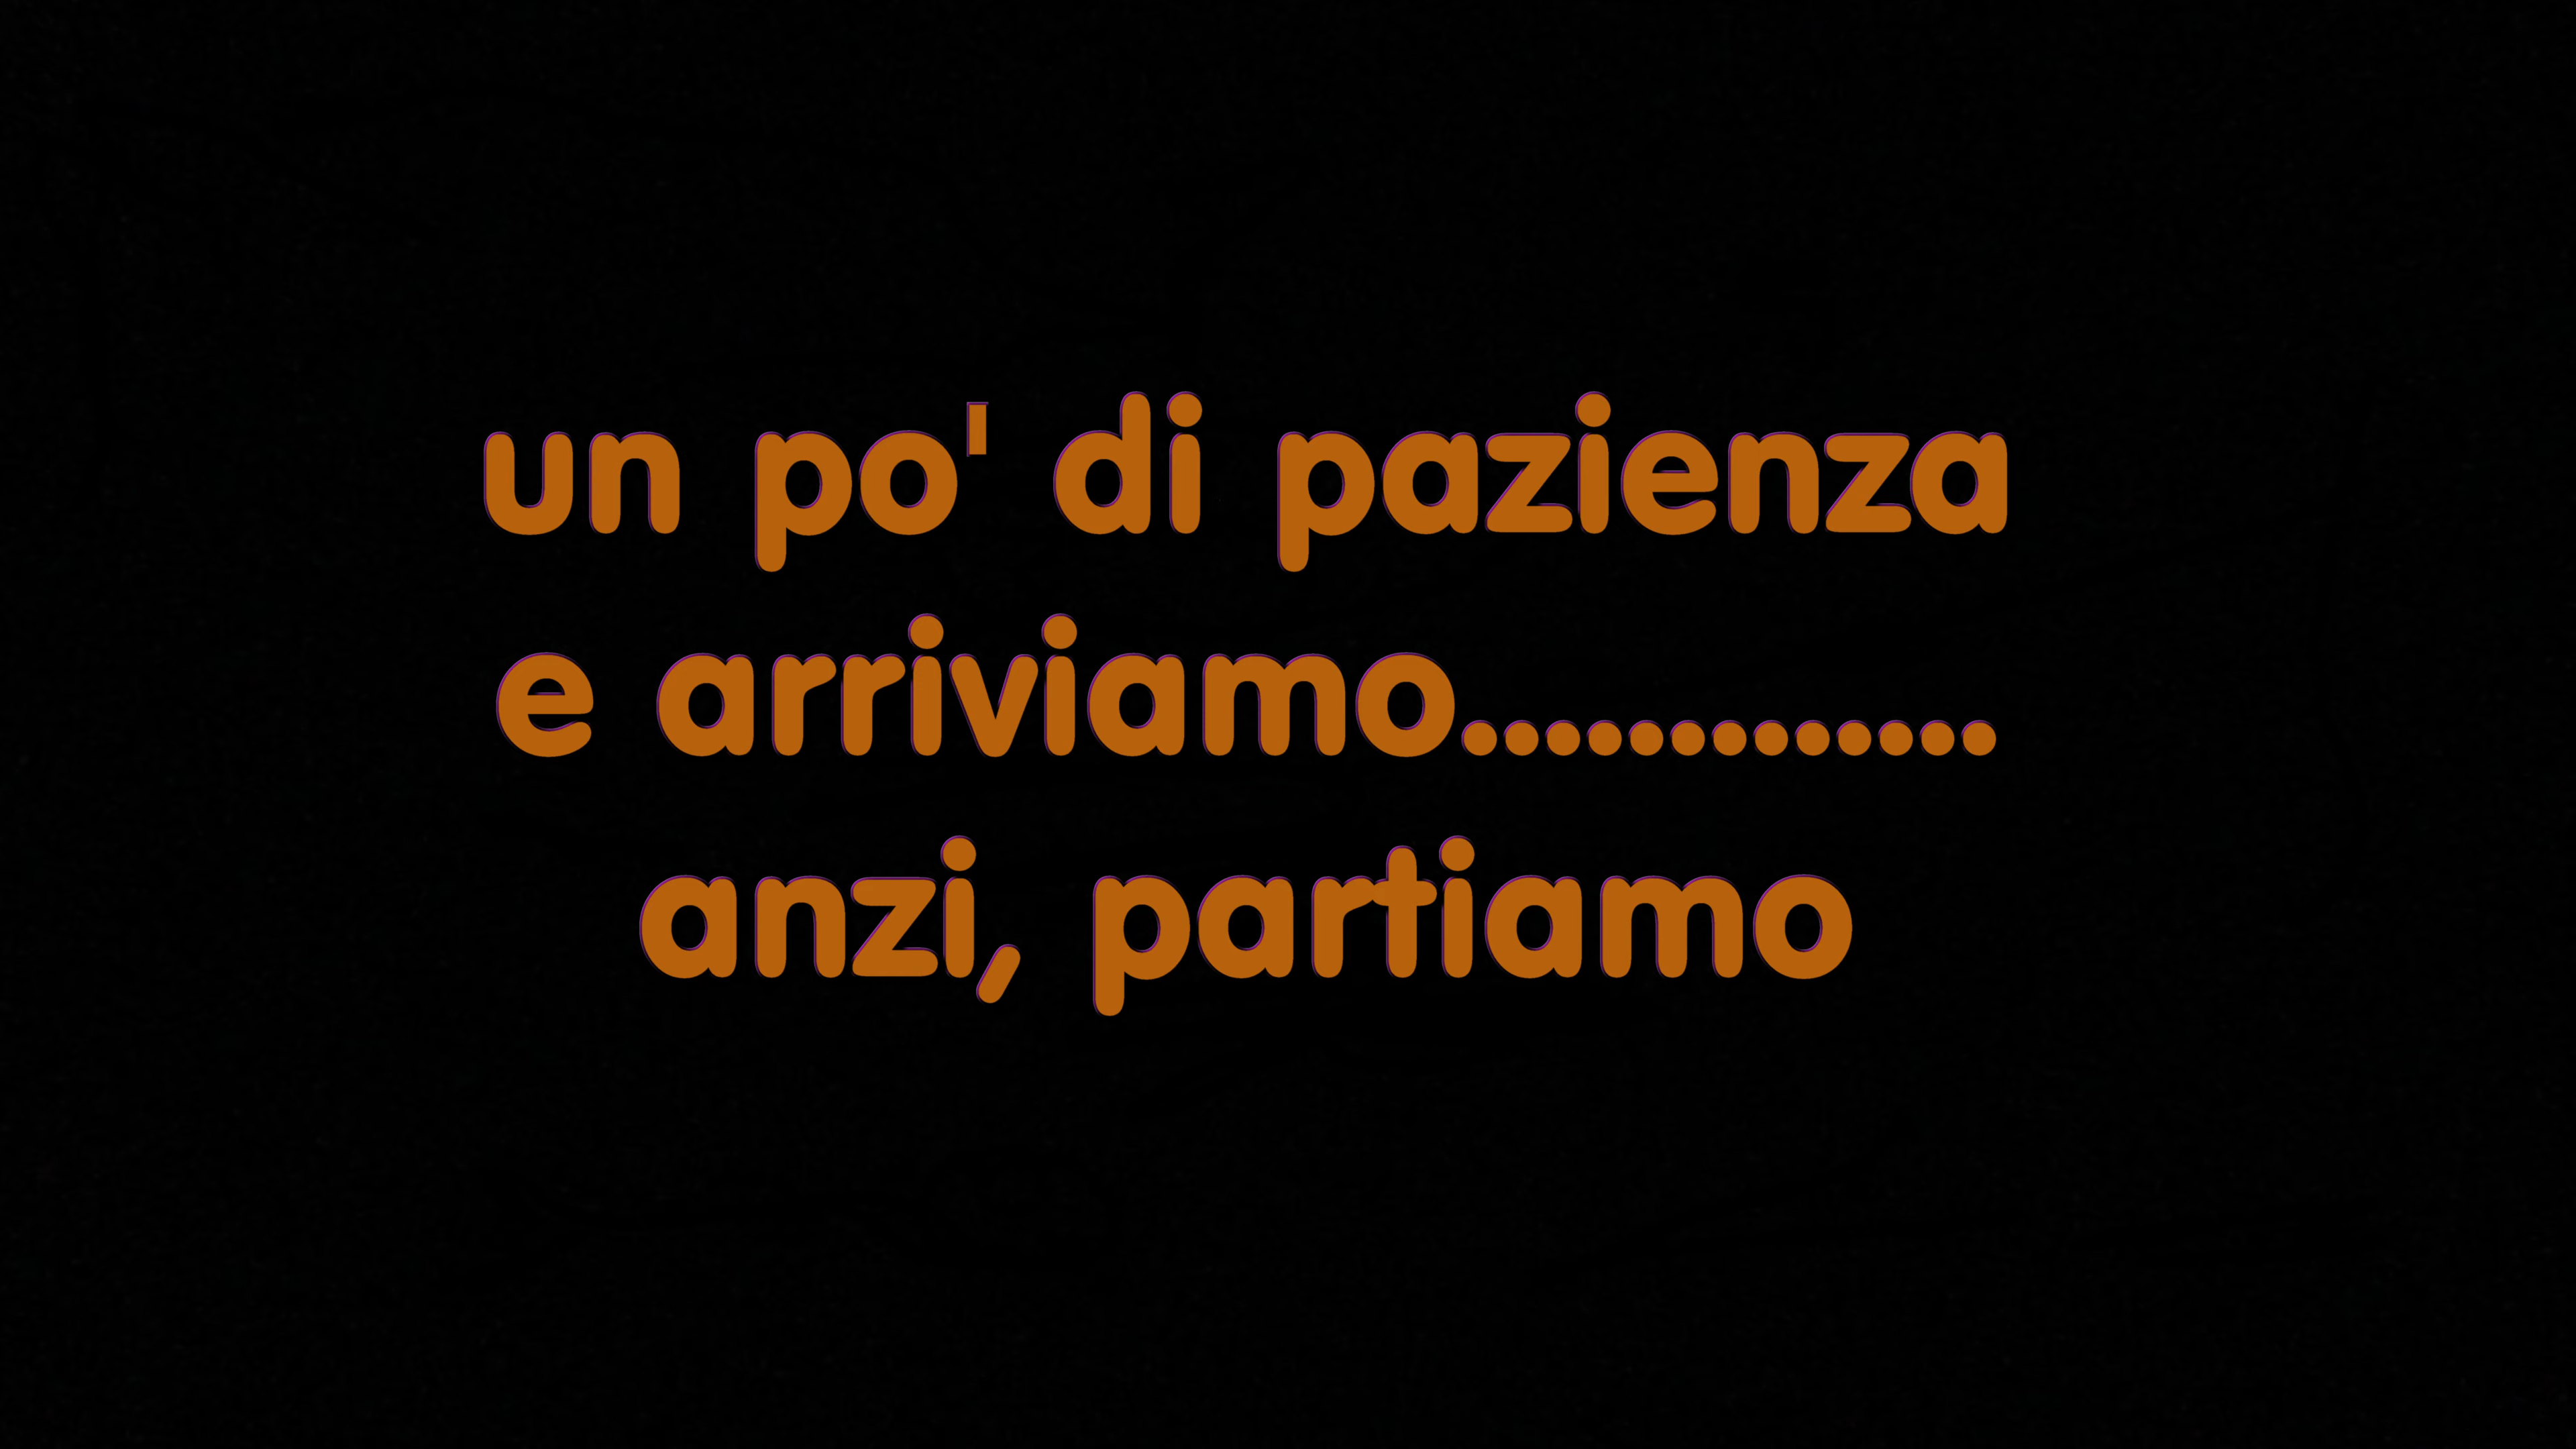 un po' di pazienza
e arriviamo.............
anzi, partiamo